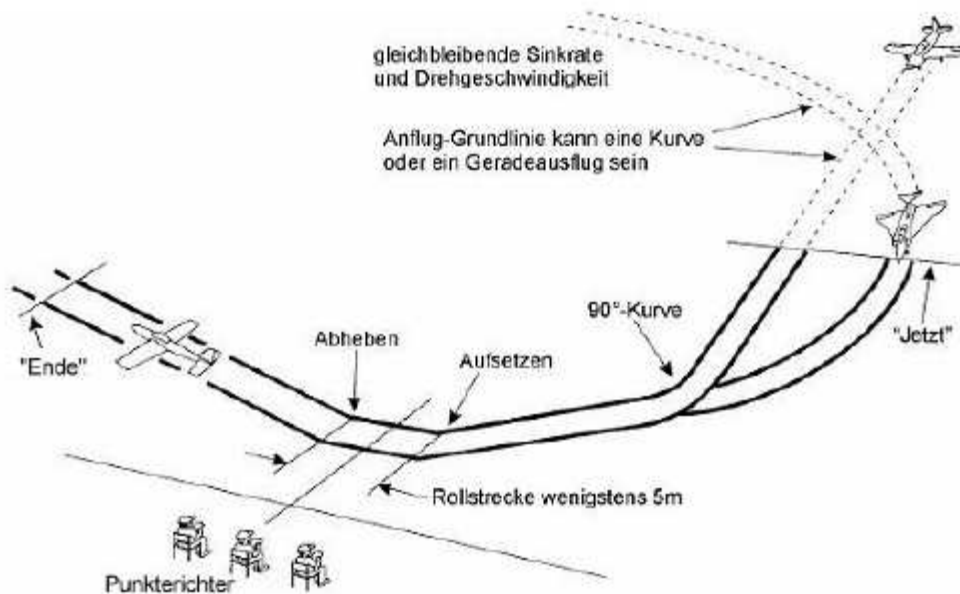 gleichbleibende Sinkrate
und Drehgeschwindigkeit
Anflug-Grundlinie kann eine Kurve
oder ein Geradeausflug sein
90°-Kurve
"Jetzt"
Abheben
"Ende"
Aufsetzen
Rollstrecke wenigstens 5m
Punkterichter